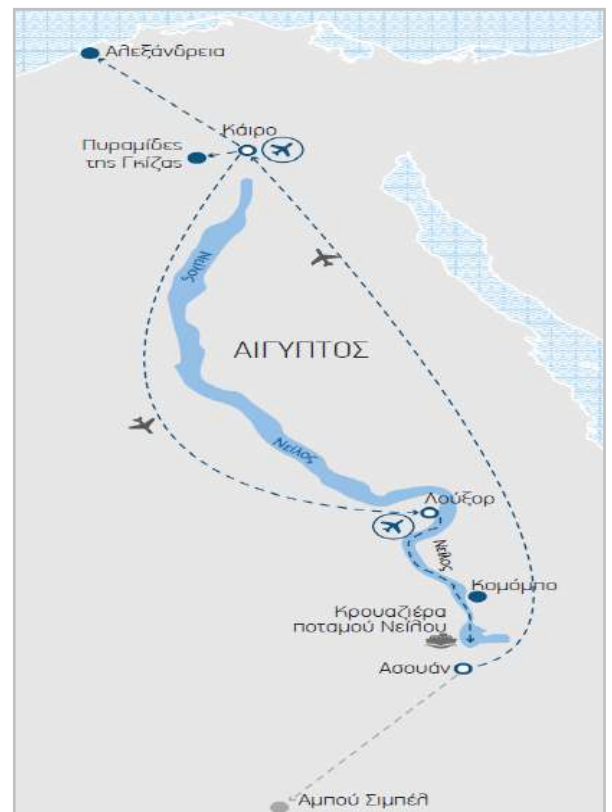 Αλεξάνδρεια
Κάιρο
Πυραμίδες
της Γκίζας
Νείλος
ΑΙΓΥΠΤΟΣ
Νείλος
Λούξορ
Νείλος
Κομόμπο
Κρουαζιέρα
ποταμού Νείλου
Ασουάν
Αμπού Σιμπέλ